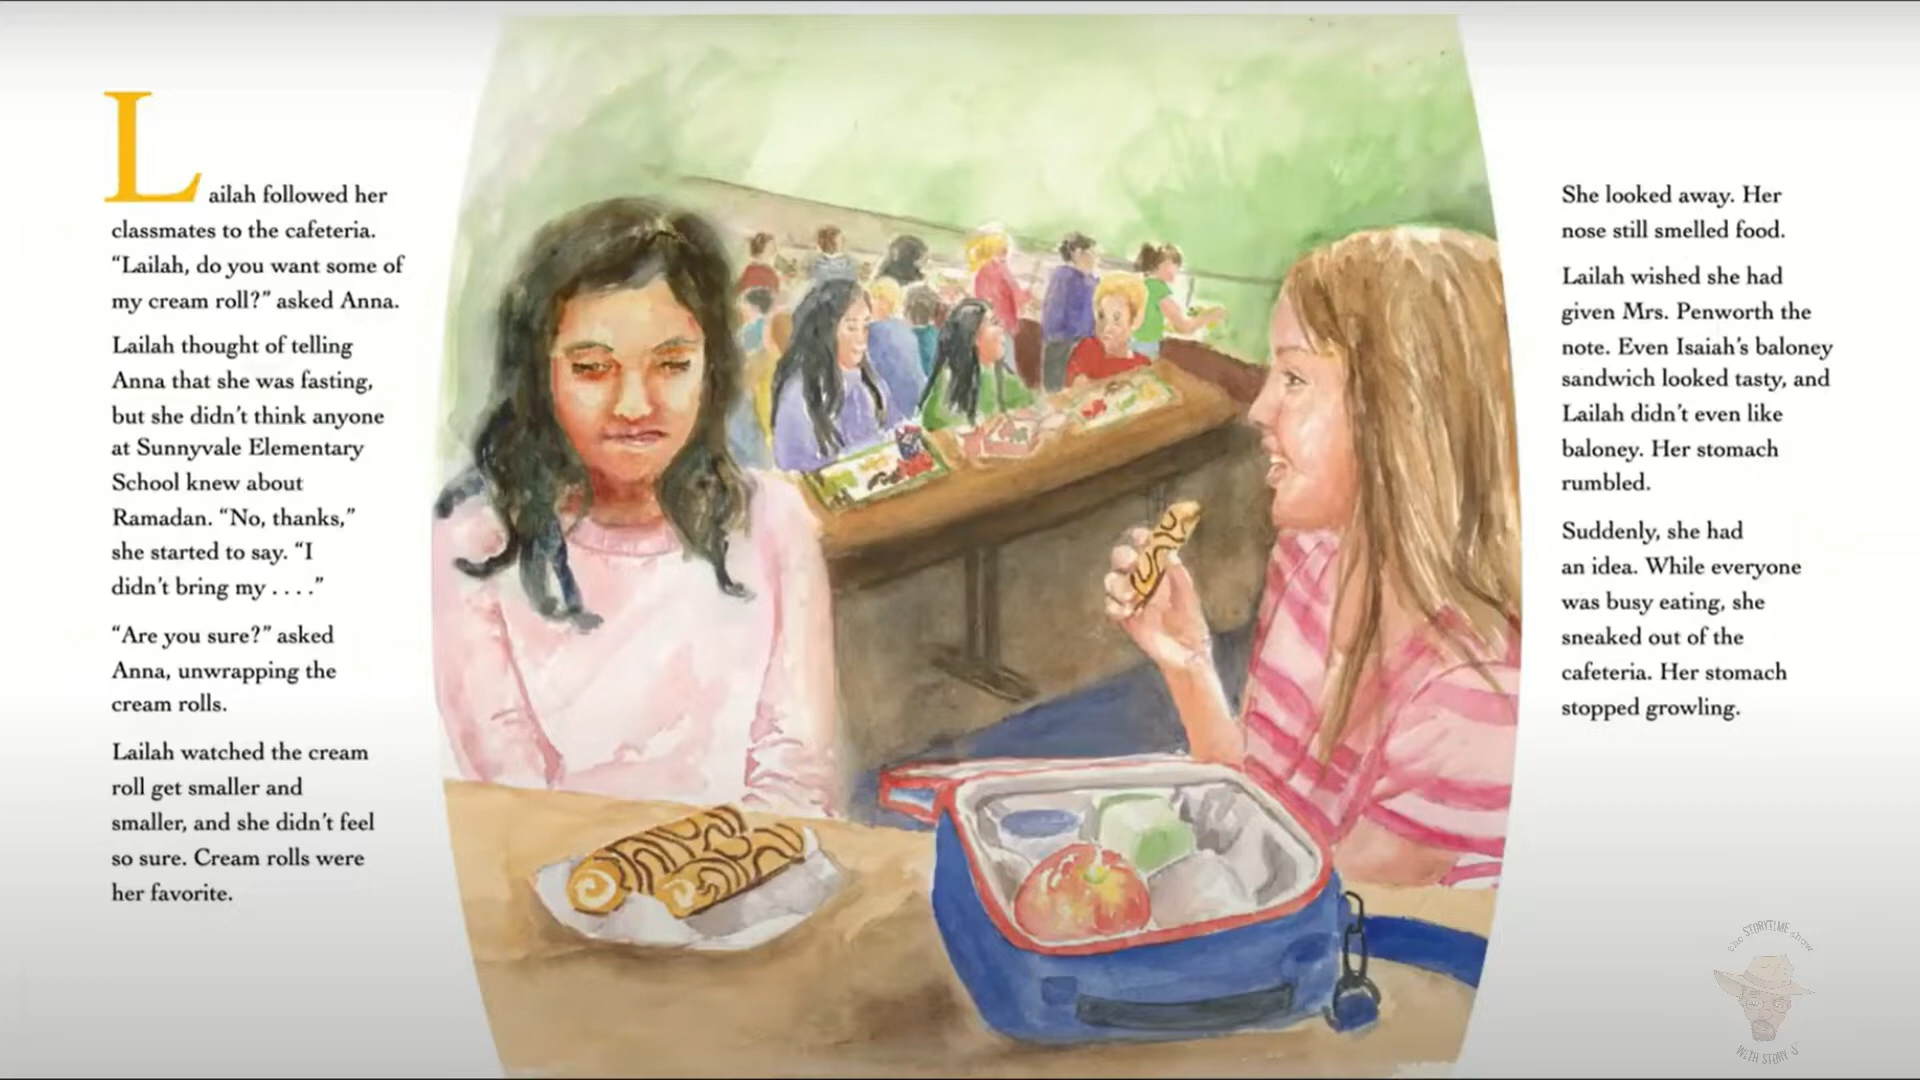 Lailah followed her
classmates to the cafeteria.
“Lailah, do you want some of
my cream roll?” asked Anna.
Lailah thought of telling
Anna that she was fasting,
but she didn’t think anyone
at Sunnyvale Elementary
School knew about
Ramadan. “No, thanks,”
she started to say. “I
didn’t bring my . . . .”
“Are you sure?” asked
Anna, unwrapping the
cream rolls.
Lailah watched the cream
roll get smaller and
smaller, and she didn’t feel
so sure. Cream rolls were
her favorite.
She looked away. Her
nose still smelled food.
Lailah wished she had
given Mrs. Penworth the
note. Even Isaiah’s baloney
sandwich looked tasty, and
Lailah didn’t even like
baloney. Her stomach
rumbled.
Suddenly, she had
an idea. While everyone
was busy eating, she
sneaked out of the
cafeteria. Her stomach
stopped growling.
the STORYTIME show
WITH STORY J